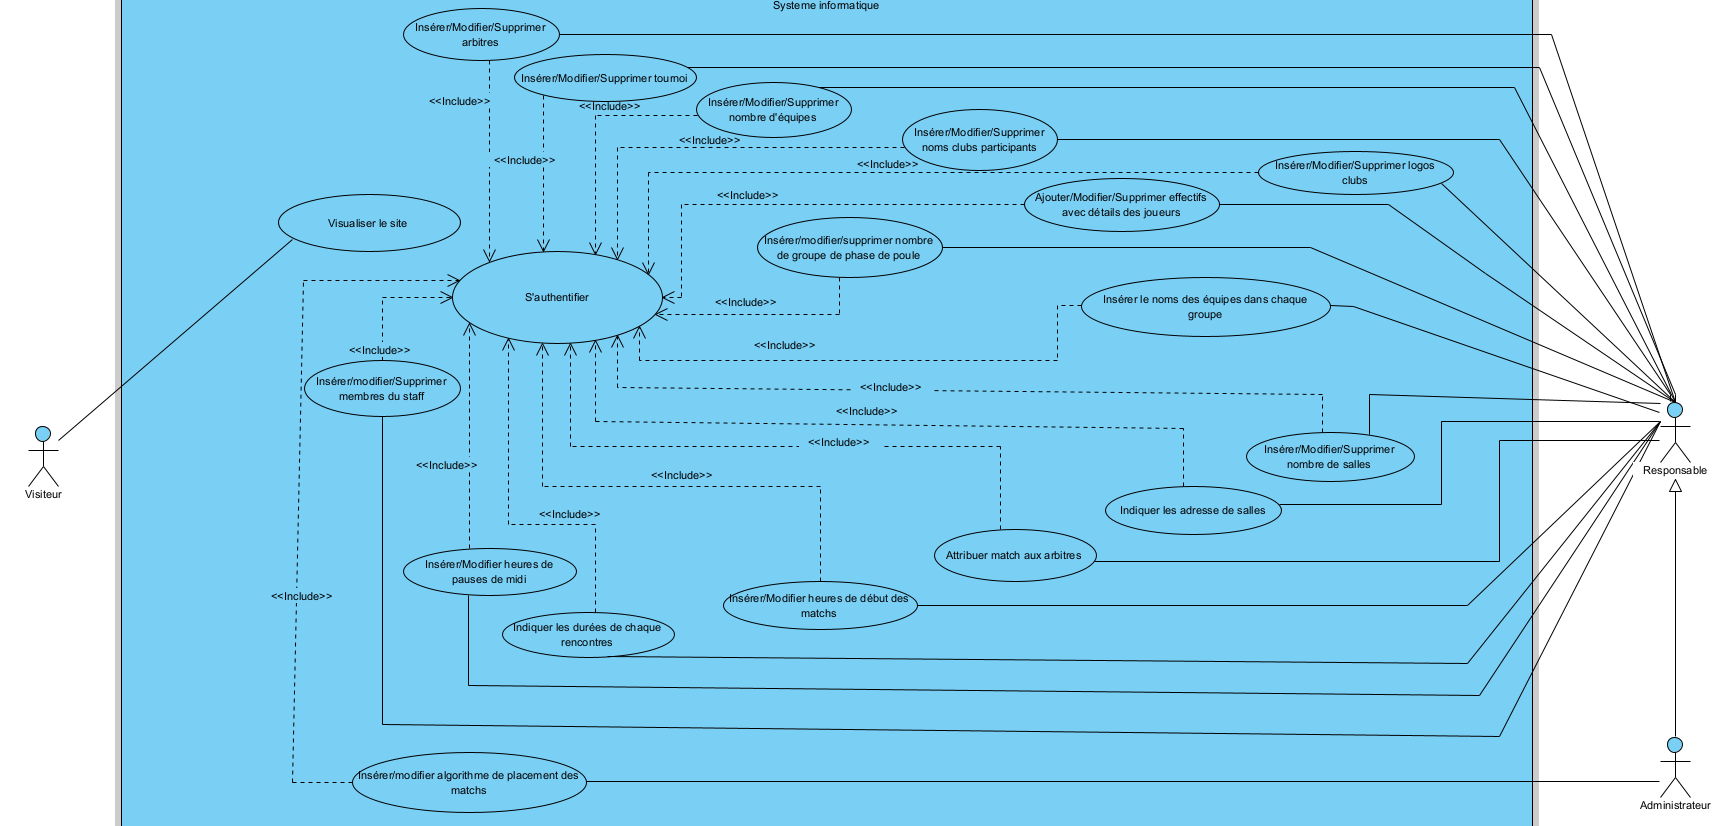 Systeme informatique
Insérer/Modifier/Supprimer
arbitres
Insérer/Modifier/Supprimer tournoi
<<Include>>
<<Include>>
Insérer/Modifier/Supprimer
nombre d'équipes
Insérer/Modifier/Supprimer
noms clubs participants
<<Include>>
<<Include>>
<<Include>>
Insérer/Modifier/Supprimer logos
clubs
<<Include>>
Ajouter/Modifier/Supprimer effectifs
avec détails des joueurs
Visualiser le site
Insérer/modifier/supprimer nombre
de groupe de phase de poule
S'authentifier
<<Include>>
Insérer le noms des équipes dans chaque
groupe
<<Include>>
<<Include>>
Insérer/modifier/Supprimer
membres du staff
<<Include>>
<<Include>>
<<Include>>
Insérer/Modifier/Supprimer
nombre de salles
<<Include>>
Responsable
<<Include>>
Visiteur
Indiquer les adresse de salles
<<Include>>
Attribuer match aux arbitres
Insérer/Modifier heures de
pauses de midi
<<Include>>
Insérer/Modifier heures de début des
matchs
Indiquer les durées de chaque
rencontres
Insérer/modifier algorithme de placement des
matchs
Administrateur